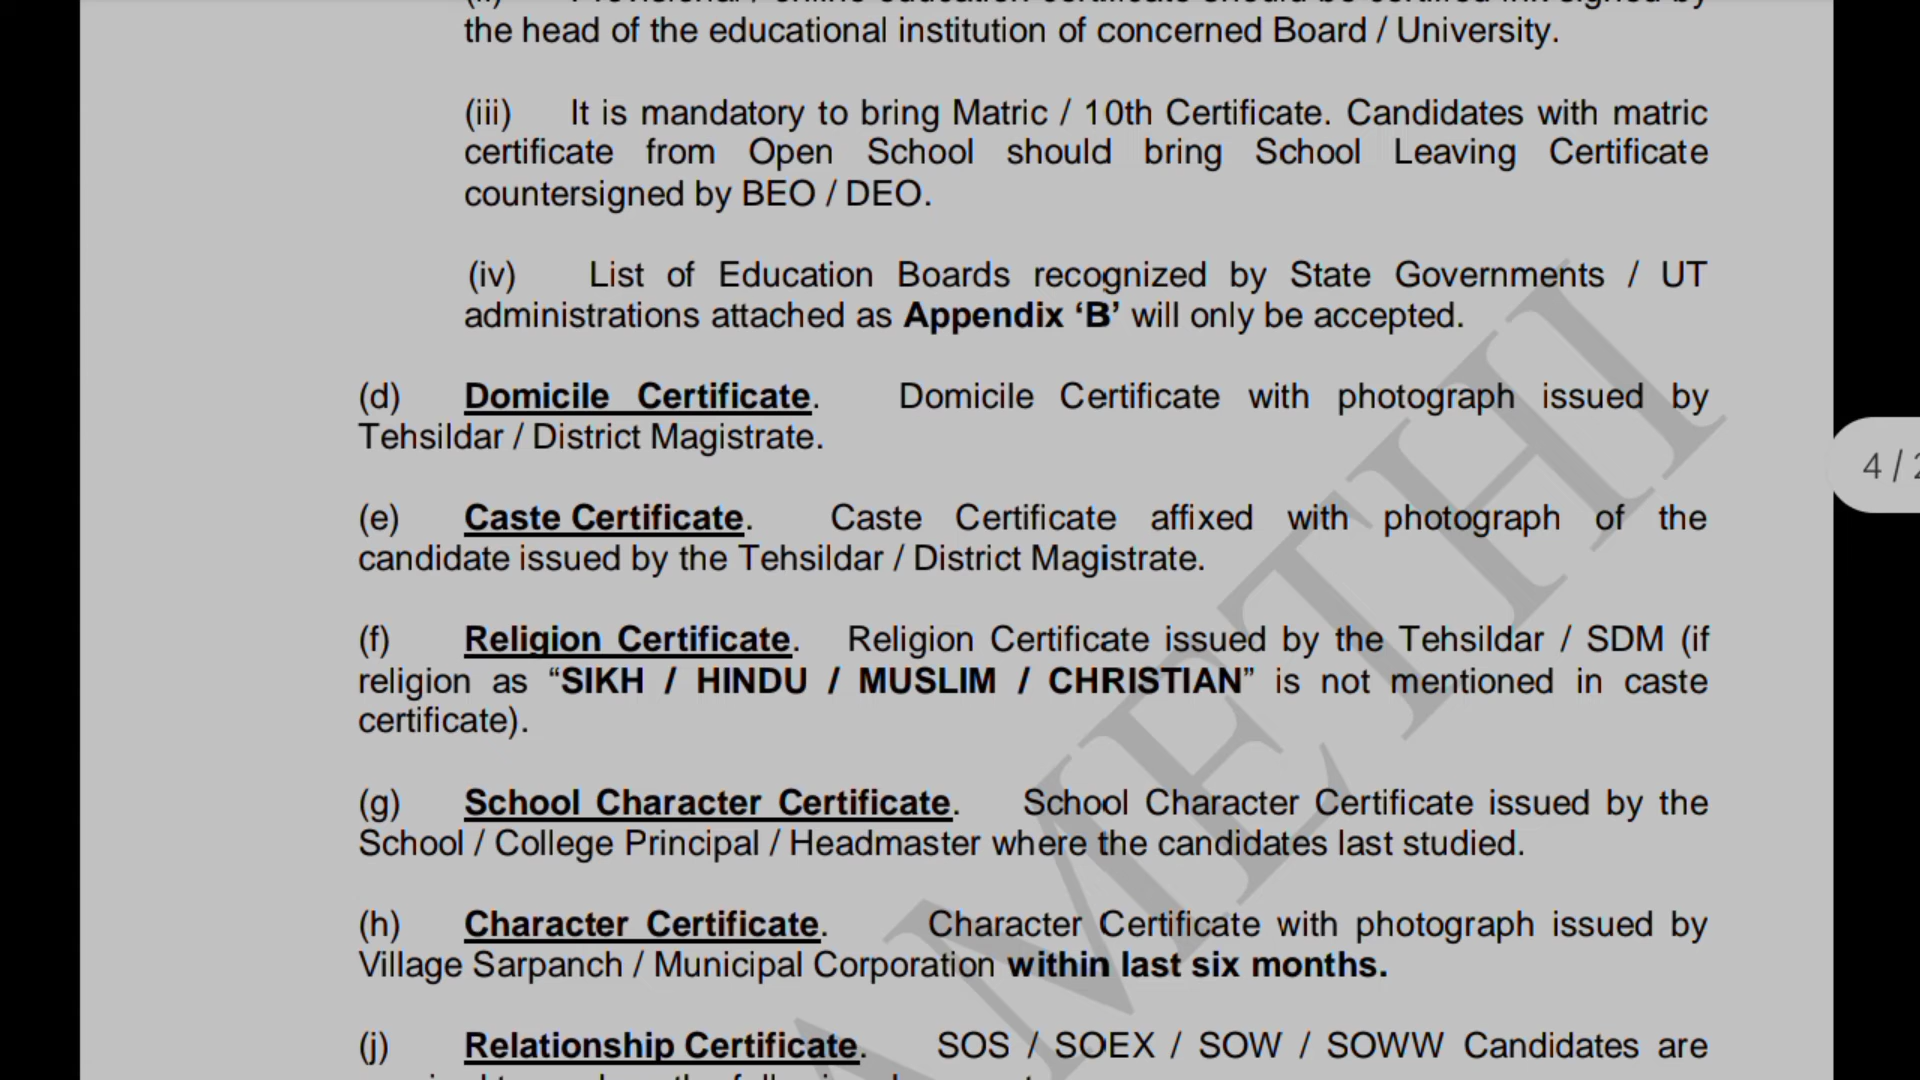 the head of the educational institution of concerned Board / University.
(iii) It is mandatory to bring Matric / 10th Certificate. Candidates with matric
certificate from Open School should bring School Leaving Certificate
countersigned by BEO / DEO.
(iv) List of Education Boards recognized by State Governments / UT
administrations attached as Appendix ‘B’ will only be accepted.
(d) Domicile Certificate. Domicile Certificate with photograph issued by
Tehsildar / District Magistrate.
(e) Caste Certificate. Caste Certificate affixed with photograph of the
candidate issued by the Tehsildar / District Magistrate.
(f) Religion Certificate. Religion Certificate issued by the Tehsildar / SDM (if
religion as “SIKH / HINDU / MUSLIM / CHRISTIAN” is not mentioned in caste
certificate).
(g) School Character Certificate. School Character Certificate issued by the
School / College Principal / Headmaster where the candidates last studied.
(h) Character Certificate. Character Certificate with photograph issued by
Village Sarpanch / Municipal Corporation within last six months.
(j) Relationship Certificate. SOS / SOEX / SOW / SOWW Candidates are
AMETHI
4 / 2